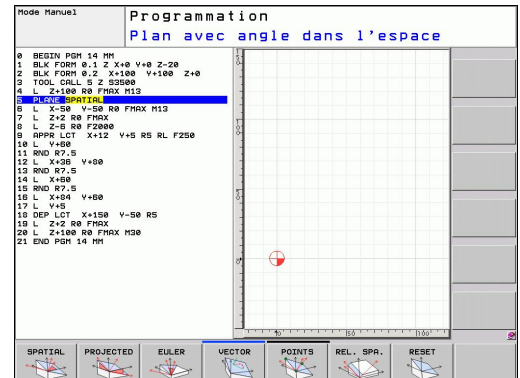 Mode Manuel
Programmation
Plan avec angle dans l'espace
0 BEGIN PGM 14 MM
1 BLK FORM 0.1 Z X+0 Y+0 Z-20
2 BLK FORM 0.2 X+100 Y+100 Z+0
3 TOOL CALL 5 Z S3500
4 L Z+100 R0 FMAX M13
5 PLANE SPATIAL
6 L X-50 Y-50 R0 FMAX M13
7 L Z+2 R0 FMAX
8 L Z-6 R0 F2000
9 APPR LCT X+12 Y+5 R5 RL F250
10 L Y+60
11 RND R7.5
12 L X+36 Y+80
13 RND R7.5
14 L X+60
15 RND R7.5
16 L X+84 Y+60
17 L Y+5
18 DEP LCT X+150 Y-50 R5
19 L Z+2 R0 FMAX
20 L Z+100 R0 FMAX M30
21 END PGM 14 MM
50
100
SPATIAL PROJECTED EULER VECTOR POINTS REL. SPA. RESET